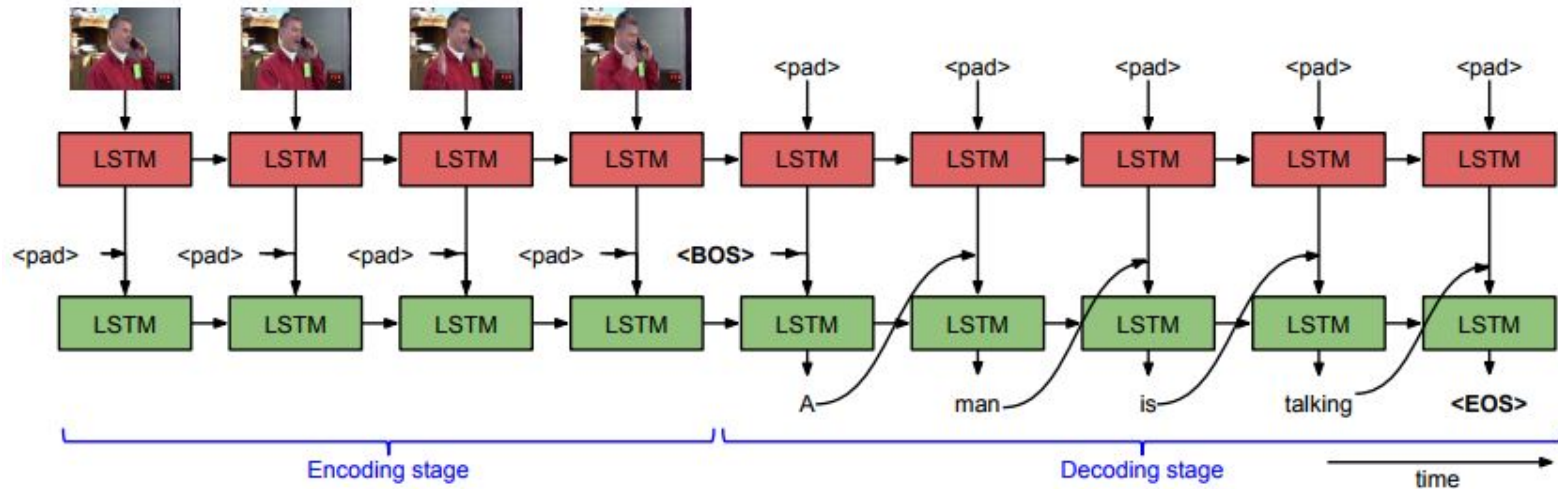 <pad> <pad> <pad> <pad> <pad>
LSTM LSTM LSTM LSTM LSTM LSTM LSTM LSTM LSTM
<pad> <pad> <pad> <pad> <BOS>
LSTM LSTM LSTM LSTM LSTM LSTM LSTM LSTM LSTM
A man is talking <EOS>
Encoding stage Decoding stage
time